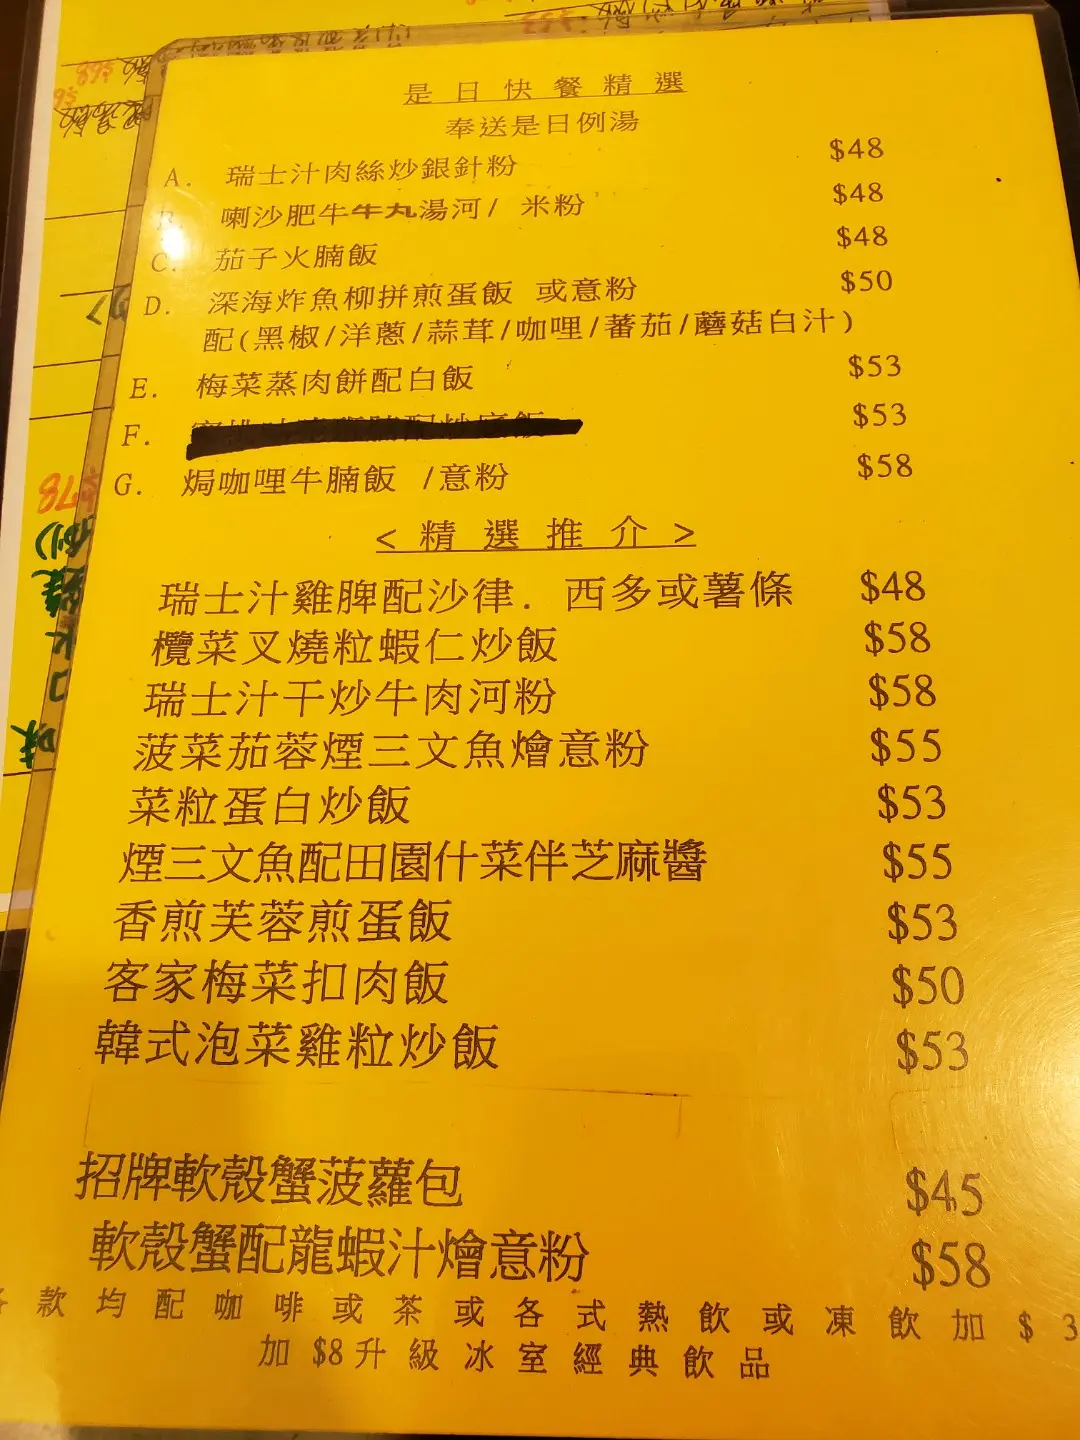 是日快餐精選
奉送是日例湯
A. 瑞士汁肉絲炒銀針粉 $48
B. 喇沙肥牛牛丸湯河/ 米粉 $48
C. 茄子火腩飯 $48
D. 深海炸魚柳拼煎蛋飯 或意粉 $50
配(黑椒/洋蔥/蒜茸/咖哩/蕃茄/蘑菇白汁)
E. 梅菜蒸肉餅配白飯 $53
F. $53
G. 焗咖哩牛腩飯 /意粉 $58
<精選推介>
瑞士汁雞脾配沙律. 西多或薯條 $48
欖菜叉燒粒蝦仁炒飯 $58
瑞士汁干炒牛肉河粉 $58
菠菜茄蓉煙三文魚燴意粉 $55
菜粒蛋白炒飯 $53
煙三文魚配田園什菜伴芝麻醬 $55
香煎芙蓉煎蛋飯 $53
客家梅菜扣肉飯 $50
韓式泡菜雞粒炒飯 $53
招牌軟殼蟹菠蘿包 $45
軟殼蟹配龍蝦汁燴意粉 $58
款均配咖啡或茶或各式熱飲或凍飲加$3
加$8升級冰室經典飲品
$78